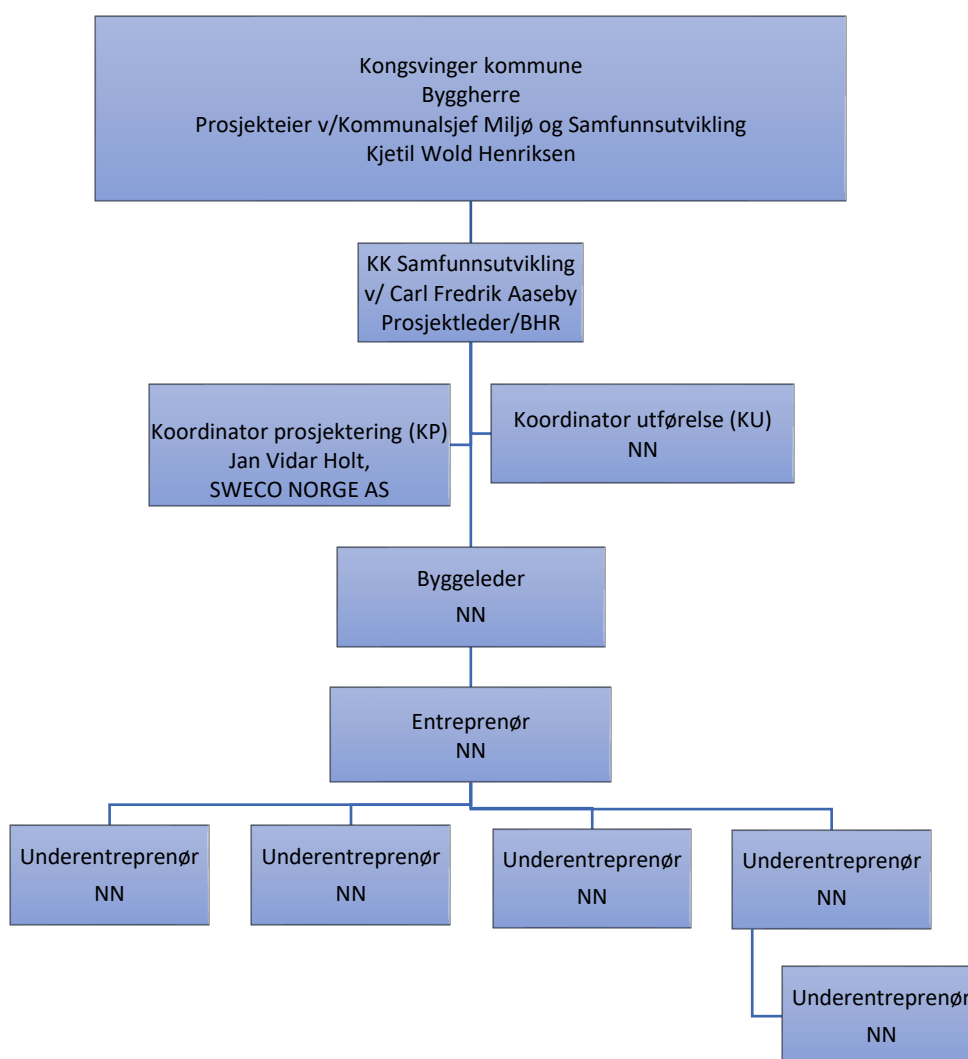 Kongsvinger kommune
Byggherre
Prosjekteier v/Kommunalsjef Miljø og Samfunnsutvikling
Kjetil Wold Henriksen
KK Samfunnsutvikling
v/ Carl Fredrik Aaseby
Prosjektleder/BHR
Koordinator prosjektering (KP)
Jan Vidar Holt,
SWECO NORGE AS
Koordinator utførelse (KU)
NN
Byggeleder
NN
Entreprenør
NN
Underentreprenør
NN
Underentreprenør
NN
Underentreprenør
NN
Underentreprenør
NN
Underentreprenør
NN